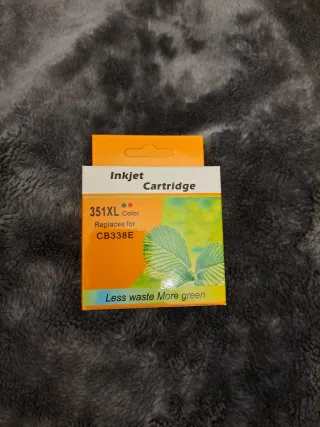 Inkjet
Cartridge
351XL Color
Replaces for
CB338E
Less waste More green